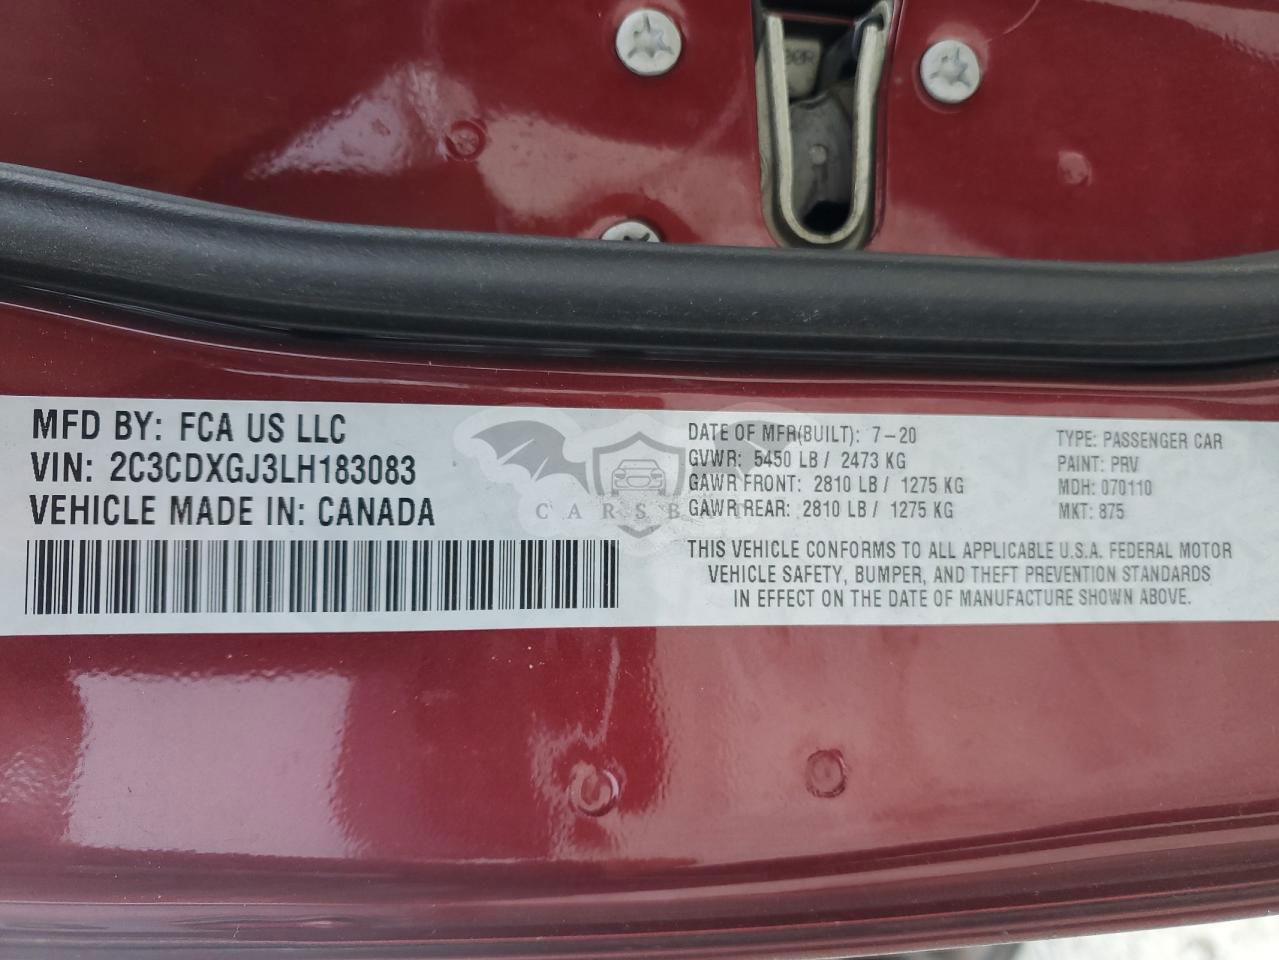 MFD BY: FCA US LLC
VIN: 2C3CDXGJ3LH183083
VEHICLE MADE IN: CANADA
DATE OF MFR(BUILT): 7-20
GVWR: 5450 LB / 2473 KG
GAWR FRONT: 2810 LB / 1275 KG
GAWR REAR: 2810 LB / 1275 KG
TYPE: PASSENGER CAR
PAINT: PRV
MDH: 070110
MKT: 875
THIS VEHICLE CONFORMS TO ALL APPLICABLE U.S.A. FEDERAL MOTOR
VEHICLE SAFETY, BUMPER, AND THEFT PREVENTION STANDARDS
IN EFFECT ON THE DATE OF MANUFACTURE SHOWN ABOVE.